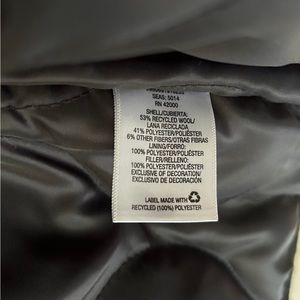 SEAS: 5014
RN 42000
SHELL/CUBIERTA:
53% RECYCLED WOOL/
LANA RECICLADA
41% POLYESTER/POLIÉSTER
6% OTHER FIBERS/OTRAS FIBRAS
LINING/FORRO:
100% POLYESTER/POLIÉSTER
FILLER/RELLENO:
100% POLYESTER/POLIÉSTER
EXCLUSIVE OF DECORATION/
EXCLUSIVO DE DECORACIÓN
LABEL MADE WITH
RECYCLED (100%) POLYESTER